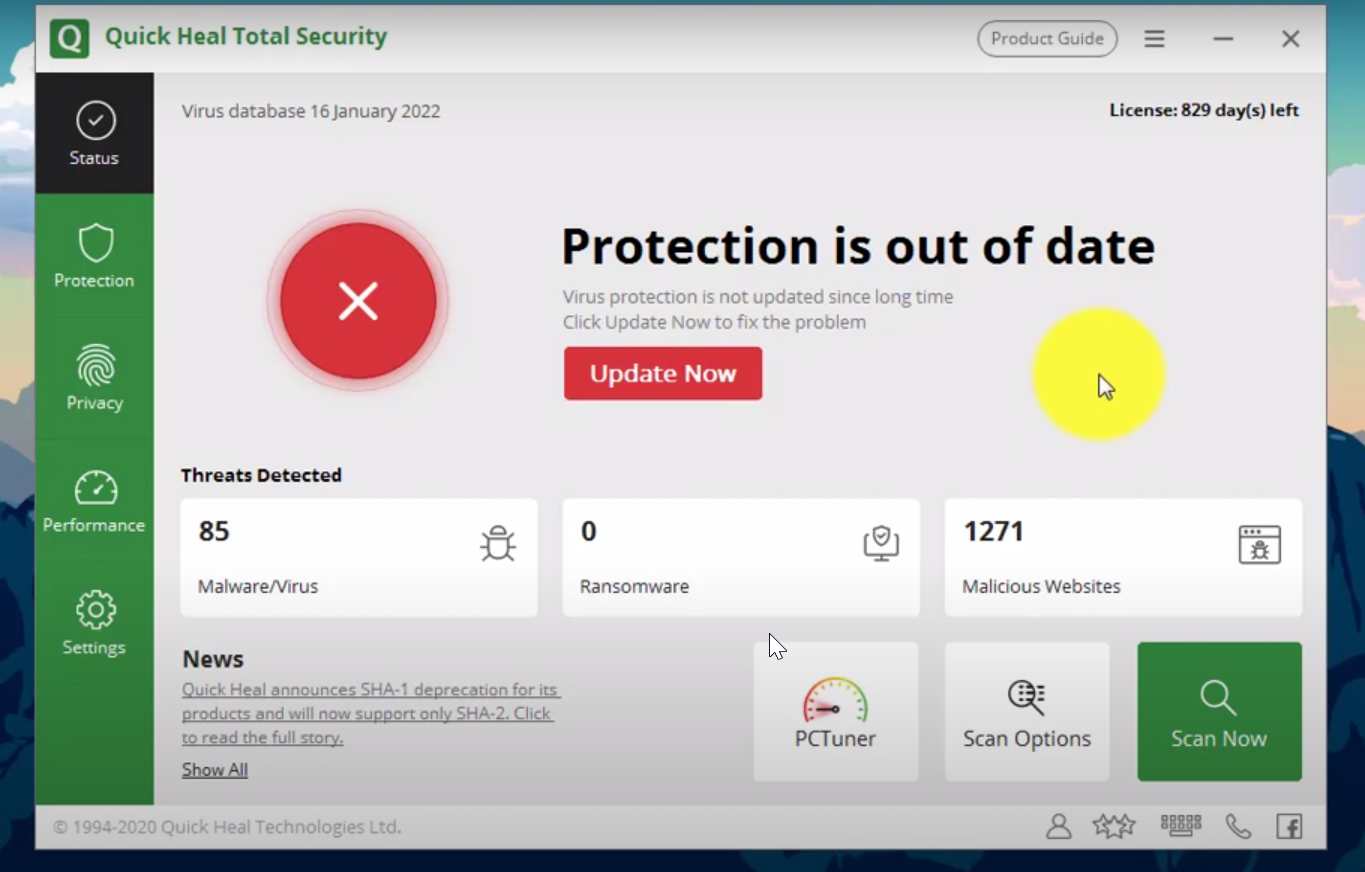 Q Quick Heal Total Security
Product Guide
Status
Protection
Privacy
Performance
Settings
Virus database 16 January 2022
License: 829 day(s) left
Protection is out of date
Virus protection is not updated since long time
Click Update Now to fix the problem
Update Now
Threats Detected
85
Malware/Virus
0
Ransomware
1271
Malicious Websites
News
Quick Heal announces SHA-1 deprecation for its
products and will now support only SHA-2. Click
to read the full story.
Show All
PCTuner
Scan Options
Scan Now
© 1994-2020 Quick Heal Technologies Ltd.
f